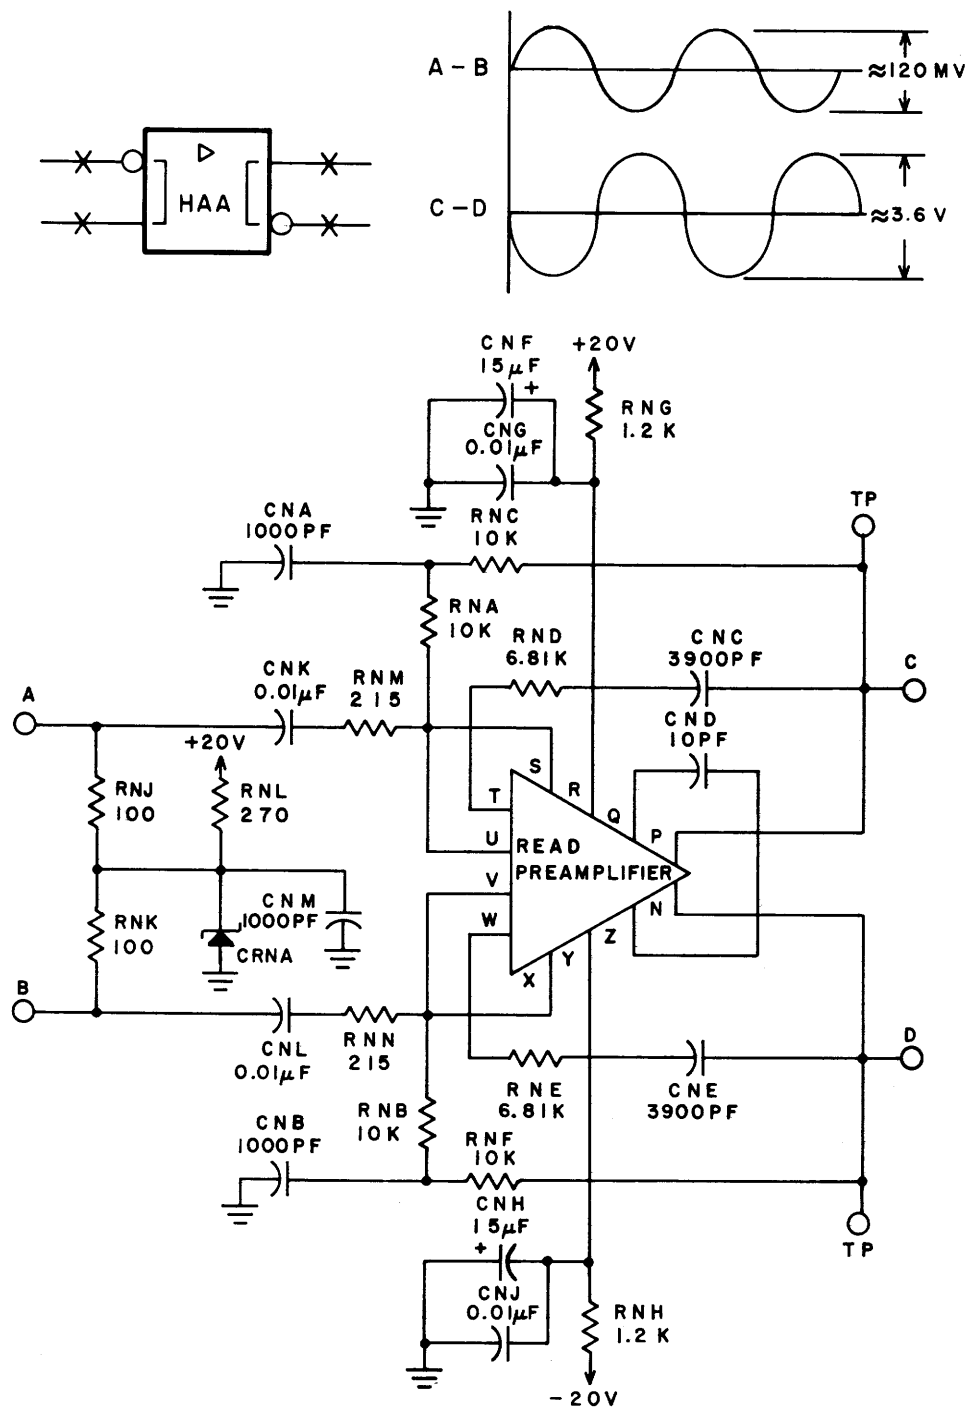 A – B
≈120 MV
HAA
C – D
≈3.6 V
CNF
15µF
+
+20V
CNG
0.01µF
RNG
1.2 K
TP
CNA
1000PF
RNC
10K
RNA
10K
RND
6.81K
CNC
3900PF
C
A
CNK
0.01µF
RNM
215
CND
10PF
+20V
S
R
T
Q
P
RNJ
100
RNL
270
U
READ
PREAMPLIFIER
V
CNM
1000PF
W
N
RNK
100
CRNA
Z
Y
X
B
CNL
0.01µF
RNN
215
D
RNE
6.81K
CNE
3900PF
RNB
10K
CNB
1000PF
RNF
10K
CNH
15µF
+
TP
CNJ
0.01µF
RNH
1.2 K
–20V